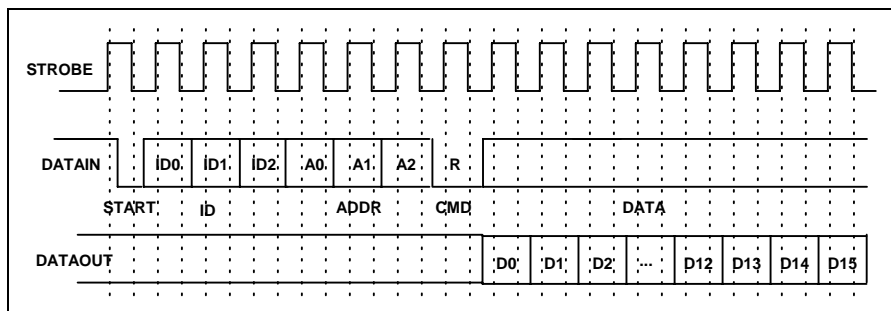 STROBE
DATAIN ID0 ID1 ID2 A0 A1 A2 R
START ID ADDR CMD DATA
DATAOUT D0 D1 D2 ... D12 D13 D14 D15